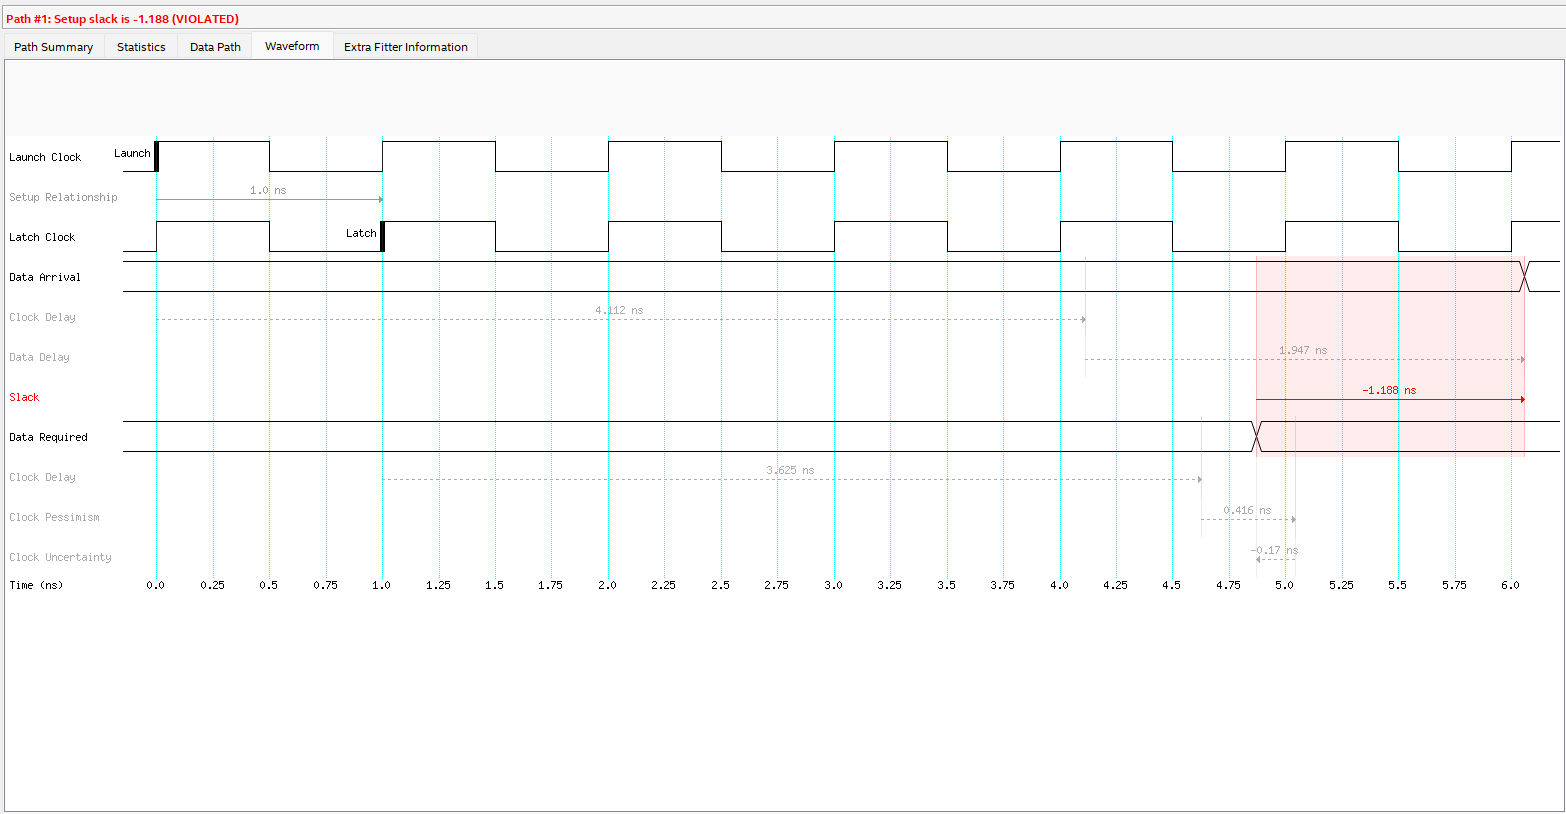 Path #1: Setup slack is -1.188 (VIOLATED)
Path Summary Statistics Data Path Waveform Extra Fitter Information
Launch Clock Launch
Setup Relationship 1.0 ns
Latch Clock Latch
Data Arrival
Clock Delay 4.112 ns
Data Delay 1.947 ns
Slack -1.188 ns
Data Required
Clock Delay 3.625 ns
Clock Pessimism 0.416 ns
Clock Uncertainty -0.17 ns
Time (ns) 0.0 0.25 0.5 0.75 1.0 1.25 1.5 1.75 2.0 2.25 2.5 2.75 3.0 3.25 3.5 3.75 4.0 4.25 4.5 4.75 5.0 5.25 5.5 5.75 6.0